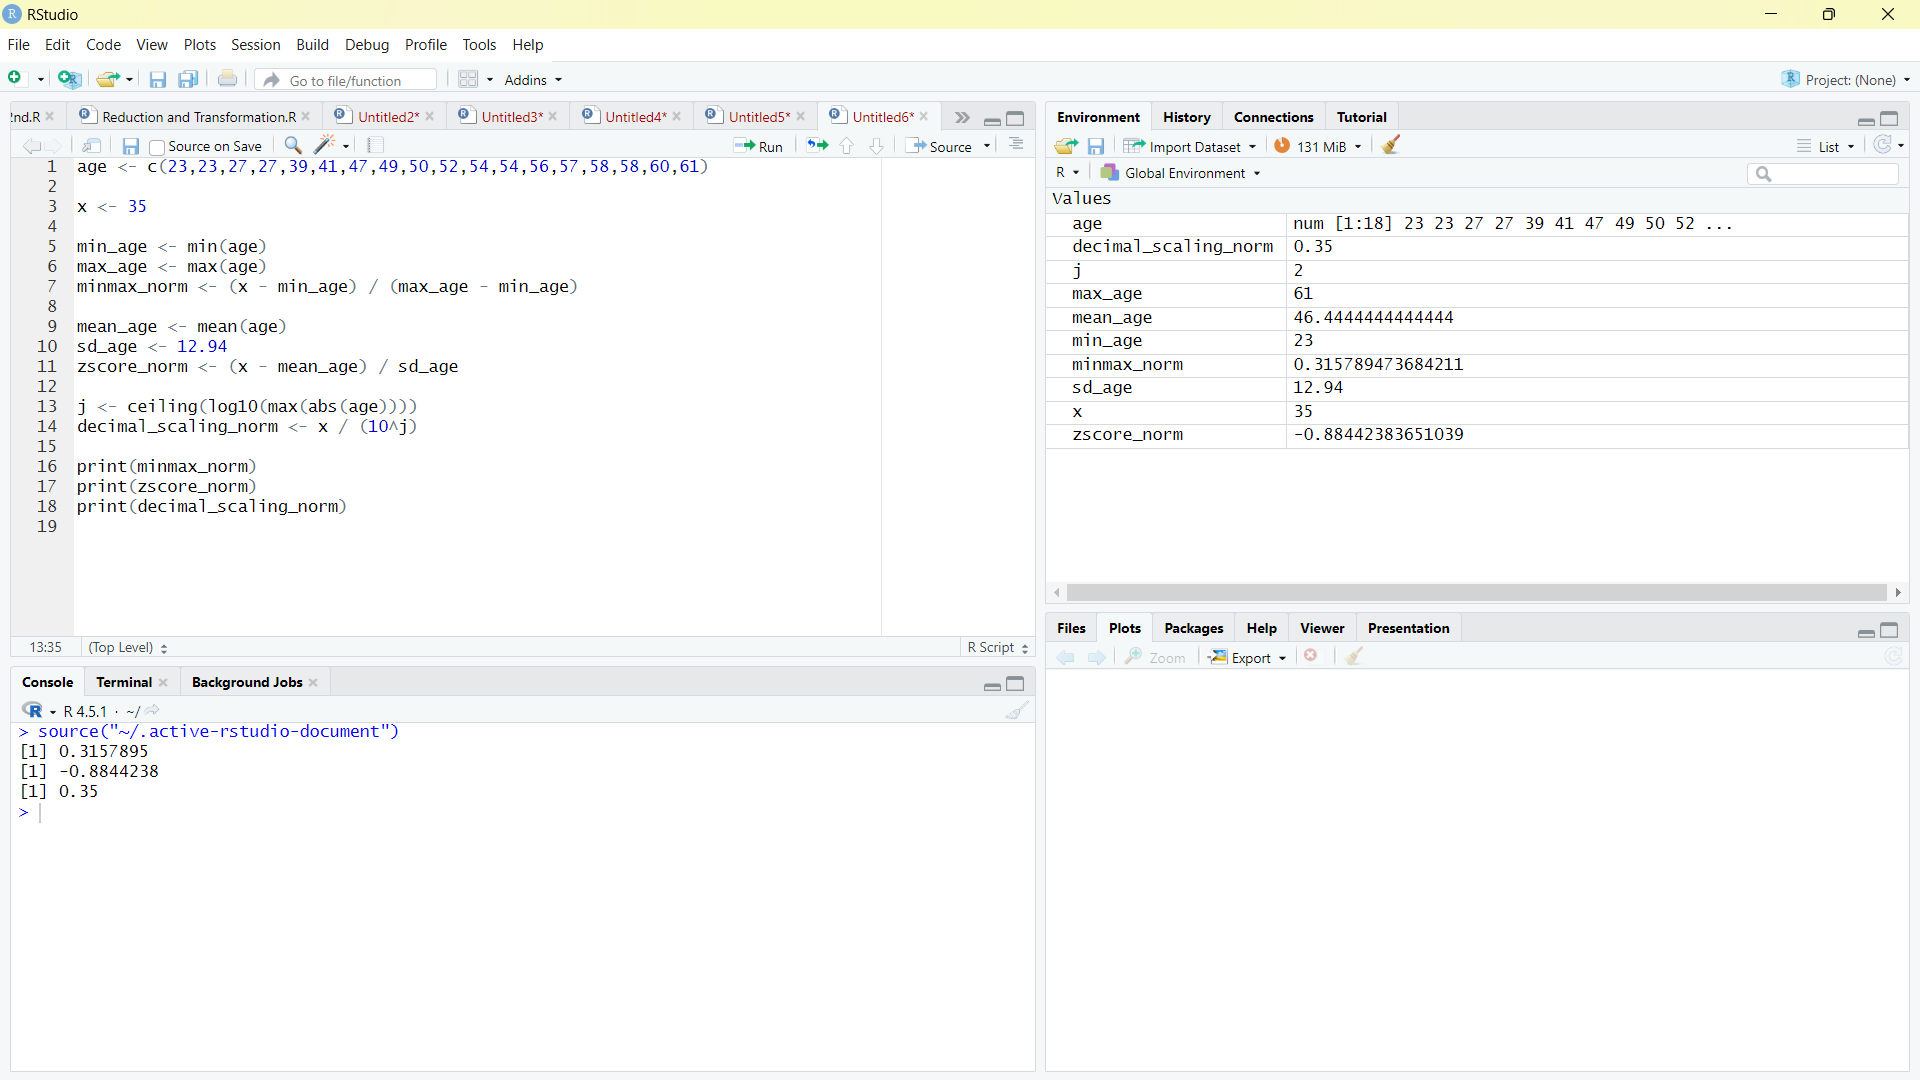 RStudio
File Edit Code View Plots Session Build Debug Profile Tools Help
Go to file/function Addins Project: (None)
2nd.R Reduction and Transformation.R Untitled2* Untitled3* Untitled4* Untitled5* Untitled6*
Source on Save Run Source
1 age <- c(23,23,27,27,39,41,47,49,50,52,54,54,56,57,58,58,60,61)
2
3 x <- 35
4
5 min_age <- min(age)
6 max_age <- max(age)
7 minmax_norm <- (x - min_age) / (max_age - min_age)
8
9 mean_age <- mean(age)
10 sd_age <- 12.94
11 zscore_norm <- (x - mean_age) / sd_age
12
13 j <- ceiling(log10(max(abs(age))))
14 decimal_scaling_norm <- x / (10^j)
15
16 print(minmax_norm)
17 print(zscore_norm)
18 print(decimal_scaling_norm)
19
13:35 (Top Level) R Script
Console Terminal Background Jobs
R 4.5.1 · ~/
> source("~/.active-rstudio-document")
[1] 0.3157895
[1] -0.8844238
[1] 0.35
>
Environment History Connections Tutorial
Import Dataset 131 MiB List
R Global Environment
Values
age num [1:18] 23 23 27 27 39 41 47 49 50 52 ...
decimal_scaling_norm 0.35
j 2
max_age 61
mean_age 46.4444444444444
min_age 23
minmax_norm 0.315789473684211
sd_age 12.94
x 35
zscore_norm -0.88442383651039
Files Plots Packages Help Viewer Presentation
Zoom Export